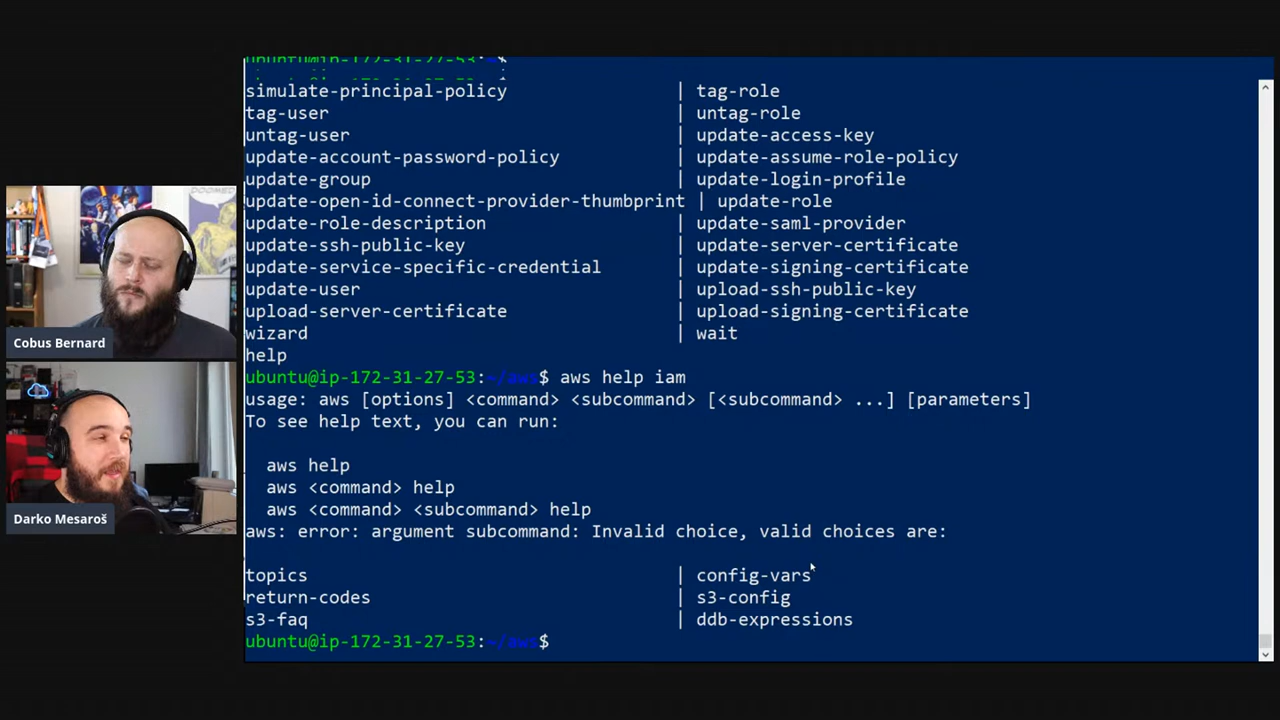 ubuntu@ip-172-31-27-53:~$
simulate-principal-policy | tag-role
tag-user | untag-role
untag-user | update-access-key
update-account-password-policy | update-assume-role-policy
update-group | update-login-profile
update-open-id-connect-provider-thumbprint | update-role
update-role-description | update-saml-provider
update-ssh-public-key | update-server-certificate
update-service-specific-credential | update-signing-certificate
update-user | upload-ssh-public-key
upload-server-certificate | upload-signing-certificate
wizard | wait
help
ubuntu@ip-172-31-27-53:~/aws$ aws help iam
usage: aws [options] <command> <subcommand> [<subcommand> ...] [parameters]
To see help text, you can run:
aws help
aws <command> help
aws <command> <subcommand> help
aws: error: argument subcommand: Invalid choice, valid choices are:
topics | config-vars
return-codes | s3-config
s3-faq | ddb-expressions
ubuntu@ip-172-31-27-53:~/aws$
Cobus Bernard
Darko Mesaroš